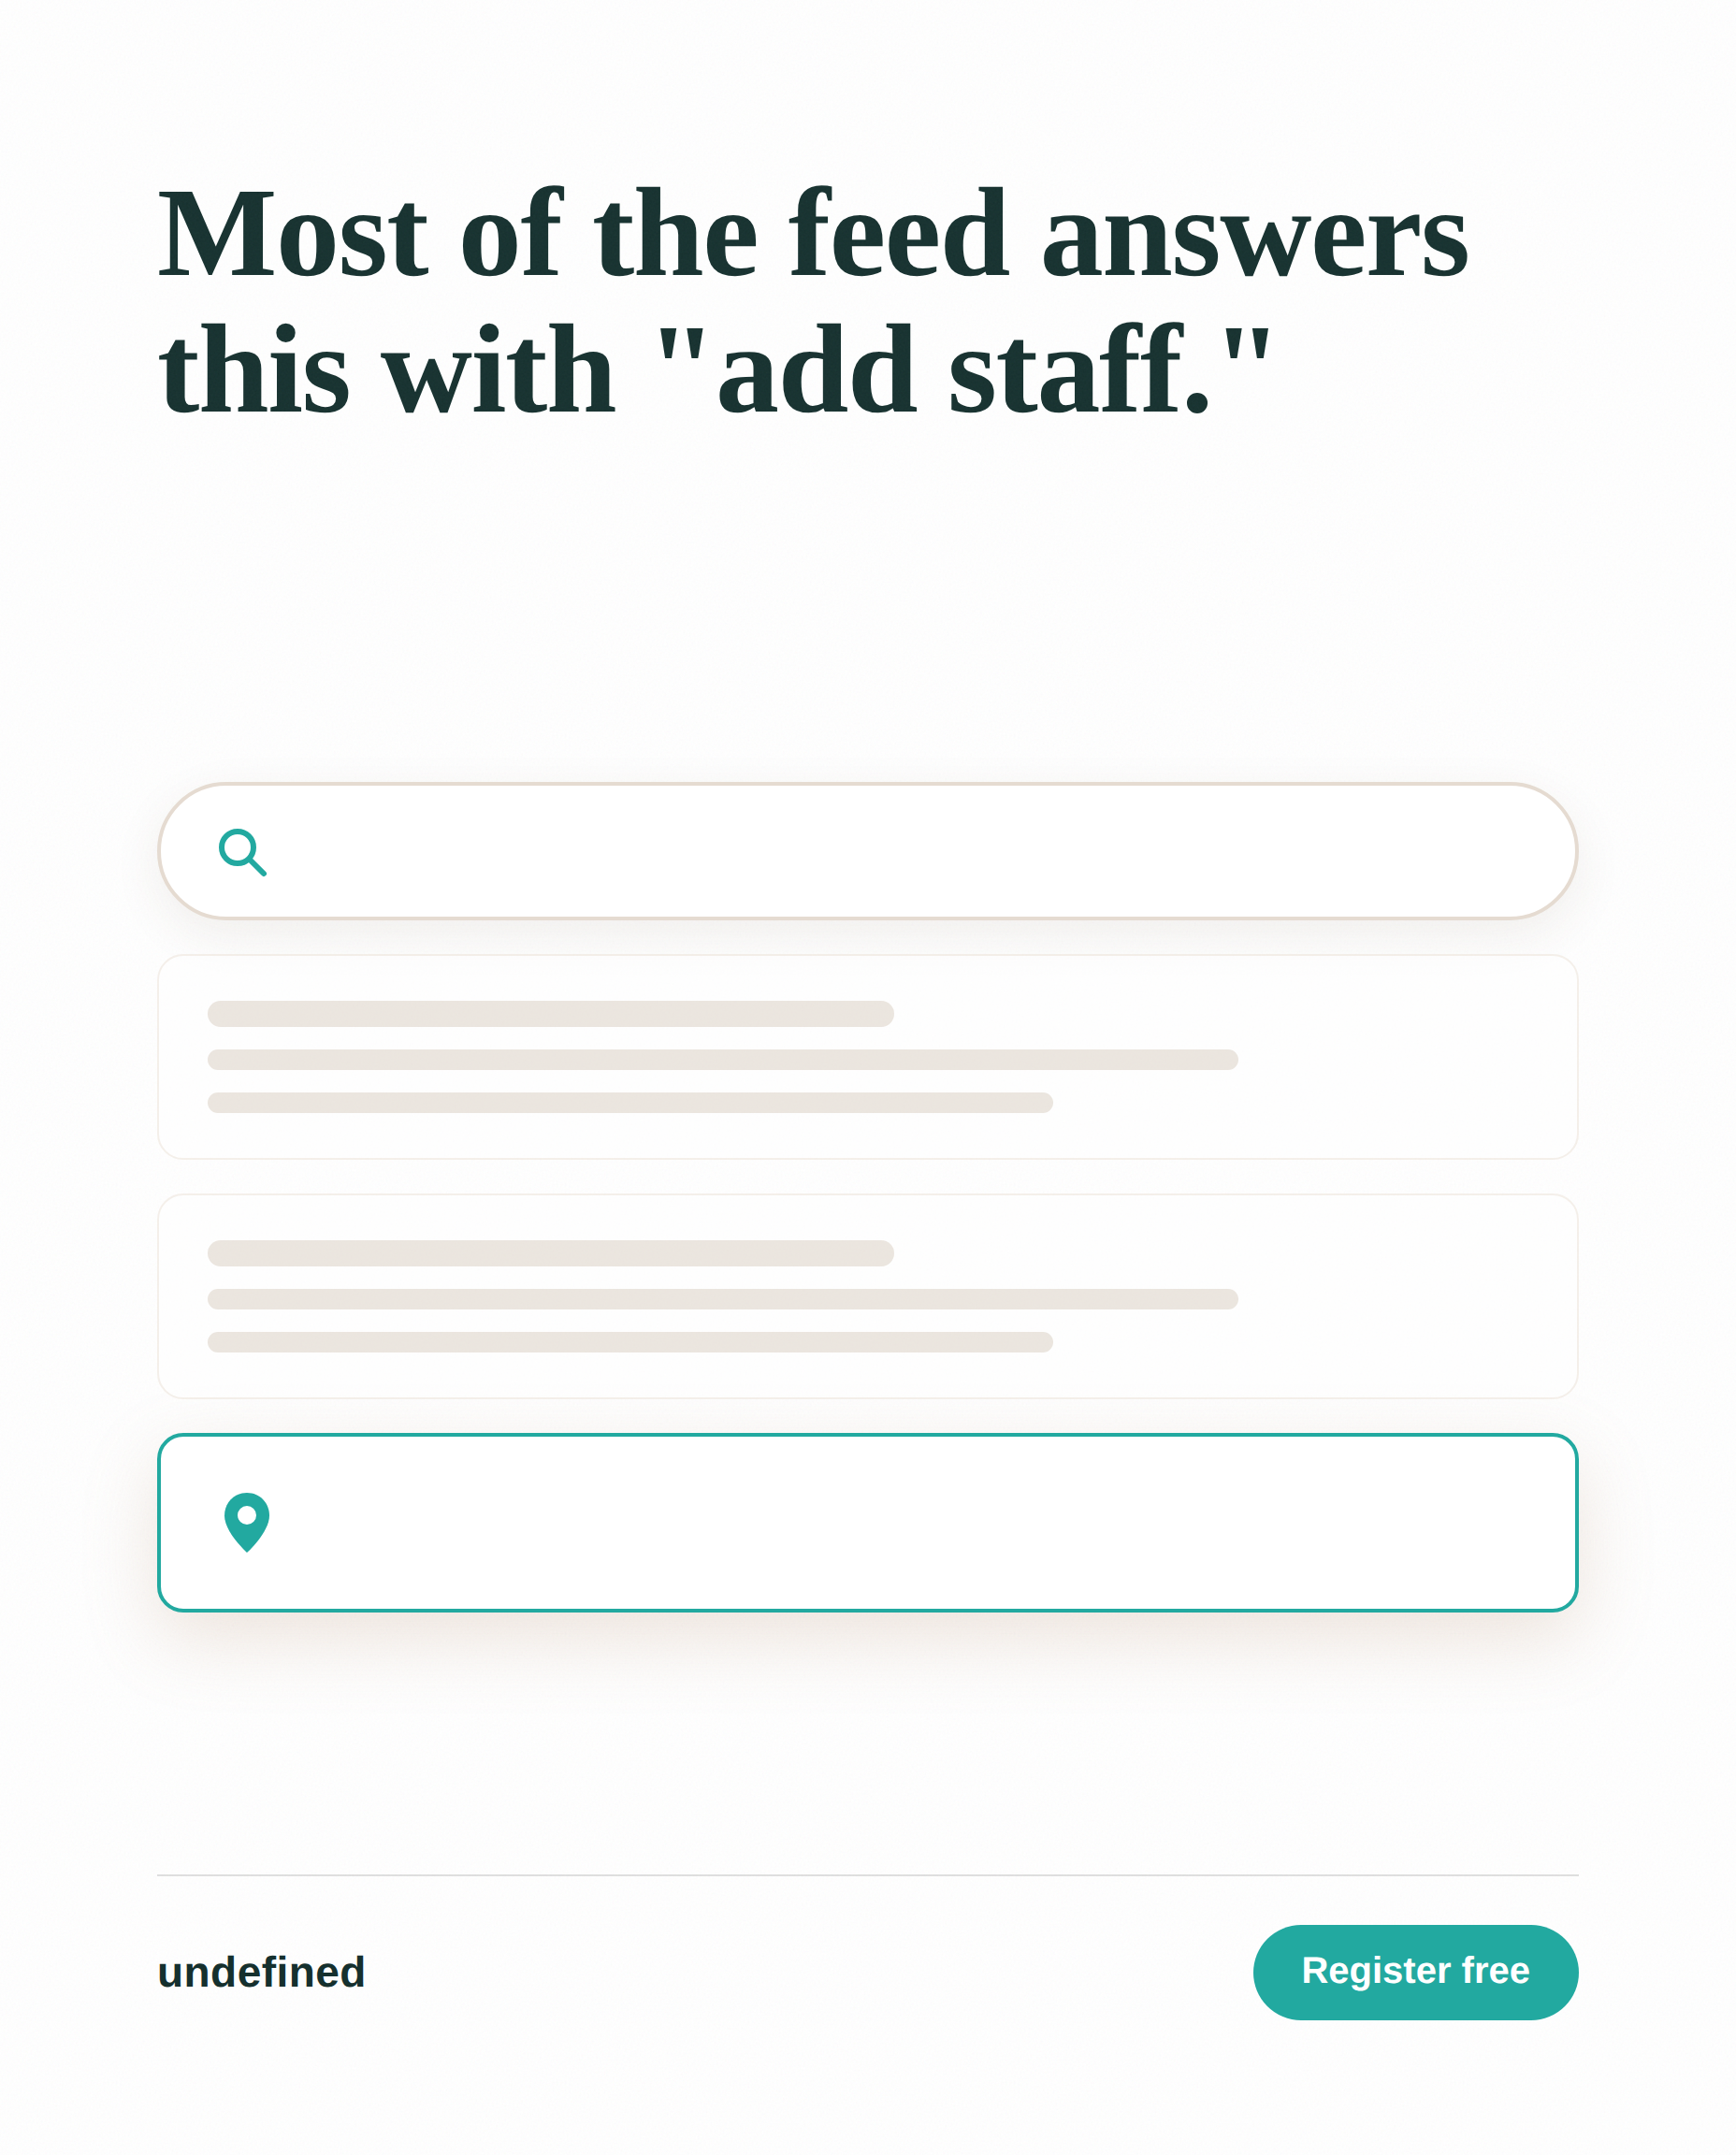 Most of the feed answers
this with "add staff."
undefined
Register free